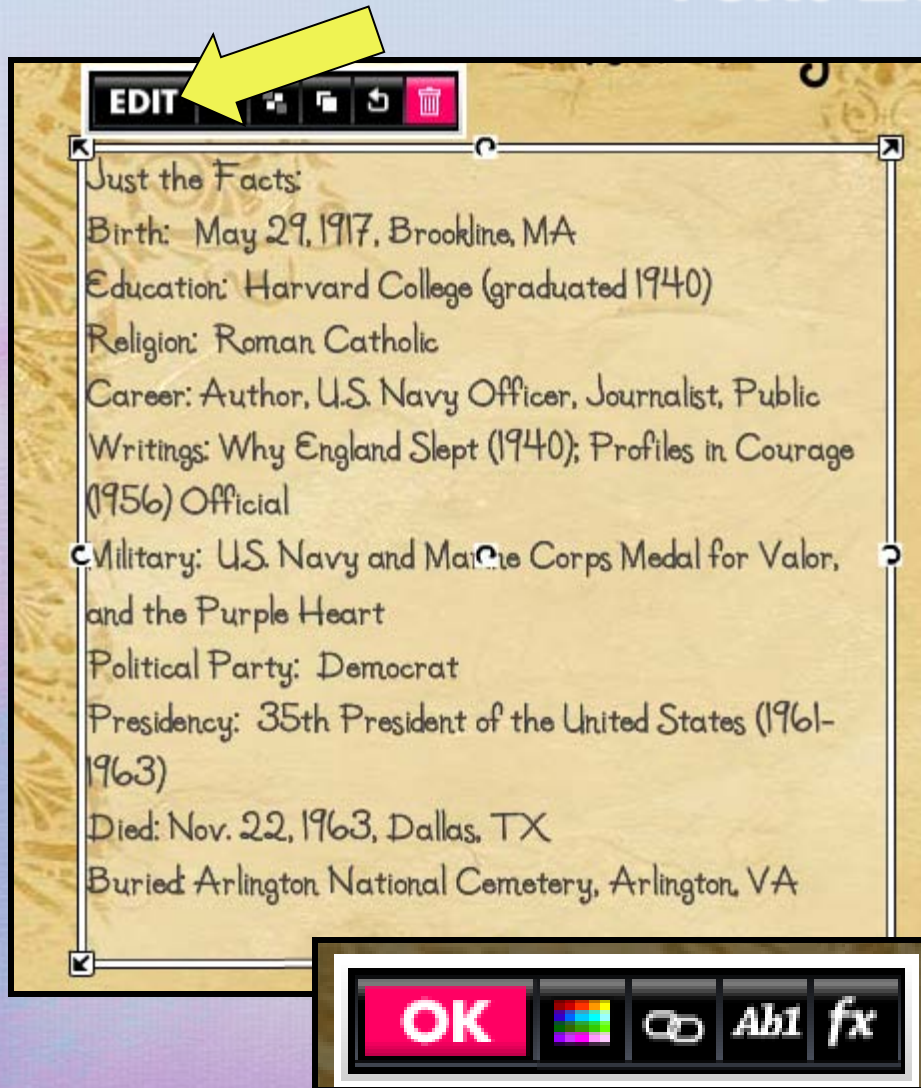 EDIT
Just the Facts:
Birth: May 29, 1917, Brookline, MA
Education: Harvard College (graduated 1940)
Religion: Roman Catholic
Career: Author, U.S. Navy Officer, Journalist, Public
Writings: Why England Slept (1940); Profiles in Courage
(1956) Official
Military: U.S. Navy and Marine Corps Medal for Valor,
and the Purple Heart
Political Party: Democrat
Presidency: 35th President of the United States (1961-
1963)
Died: Nov. 22, 1963, Dallas, TX
Buried: Arlington National Cemetery, Arlington, VA
OK Ab1 fx